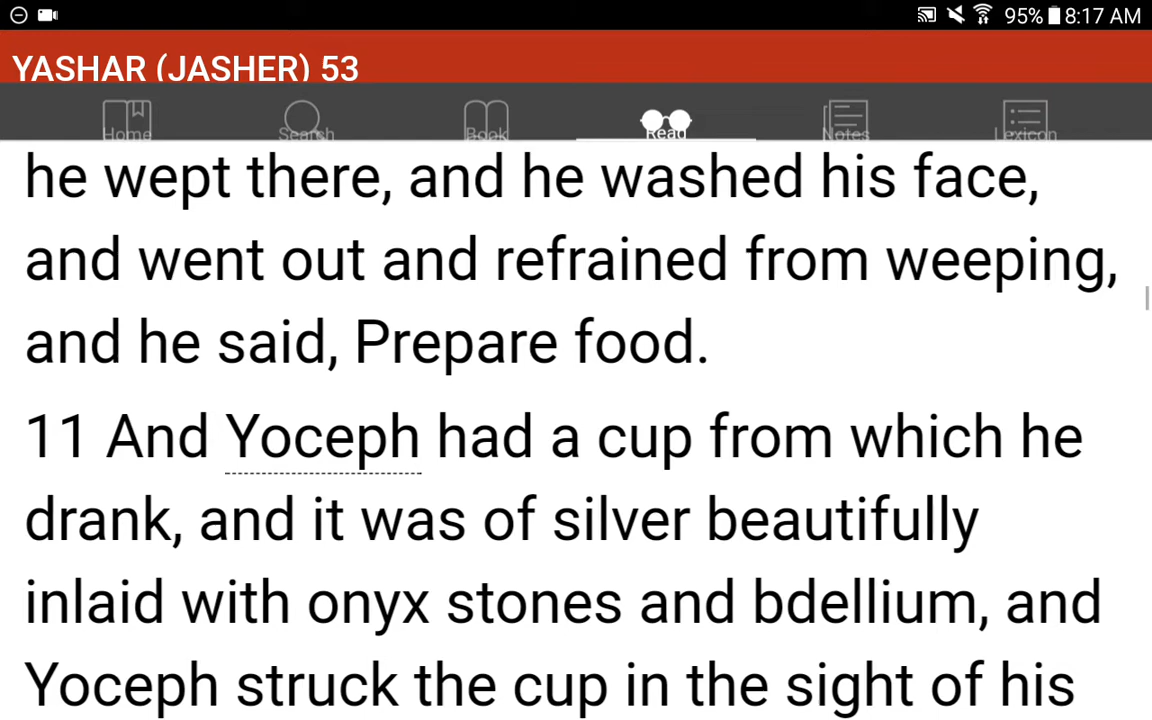 95% 8:17 AM
YASHAR (JASHER) 53
Home Search Book Read Notes Lexicon
he wept there, and he washed his face,
and went out and refrained from weeping,
and he said, Prepare food.
11 And Yoceph had a cup from which he
drank, and it was of silver beautifully
inlaid with onyx stones and bdellium, and
Yoceph struck the cup in the sight of his